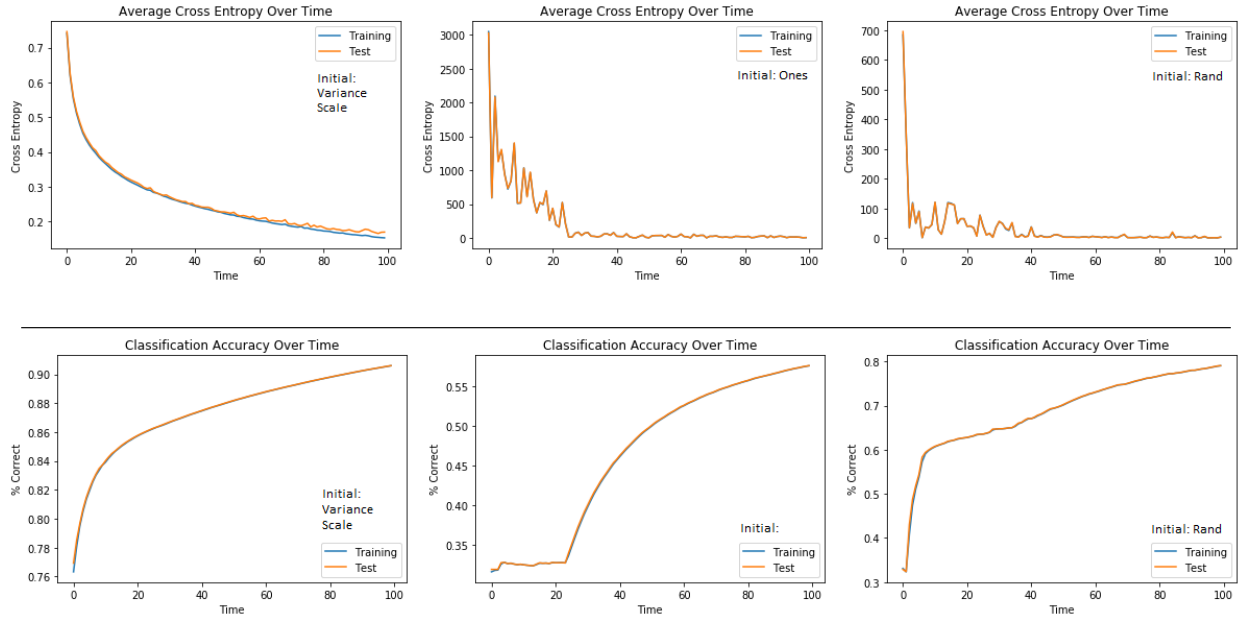 Average Cross Entropy Over Time
Cross Entropy
0.7
0.6
0.5
0.4
0.3
0.2
Training
Test
Initial:
Variance
Scale
0
20
40
60
80
100
Time
Average Cross Entropy Over Time
Cross Entropy
3000
2500
2000
1500
1000
500
0
Training
Test
Initial: Ones
0
20
40
60
80
100
Time
Average Cross Entropy Over Time
Cross Entropy
700
600
500
400
300
200
100
0
Training
Test
Initial: Rand
0
20
40
60
80
100
Time
Classification Accuracy Over Time
% Correct
0.90
0.88
0.86
0.84
0.82
0.80
0.78
0.76
Initial:
Variance
Scale
Training
Test
0
20
40
60
80
100
Time
Classification Accuracy Over Time
% Correct
0.55
0.50
0.45
0.40
0.35
Initial:
Training
Test
0
20
40
60
80
100
Time
Classification Accuracy Over Time
% Correct
0.8
0.7
0.6
0.5
0.4
0.3
Initial: Rand
Training
Test
0
20
40
60
80
100
Time